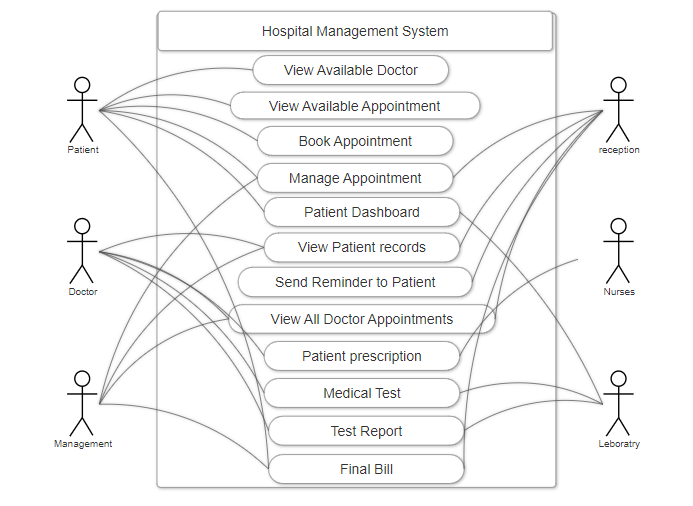 Hospital Management System
View Available Doctor
View Available Appointment
Book Appointment
Patient
reception
Manage Appointment
Patient Dashboard
View Patient records
Send Reminder to Patient
Doctor
Nurses
View All Doctor Appointments
Patient prescription
Medical Test
Test Report
Management
Leboratry
Final Bill